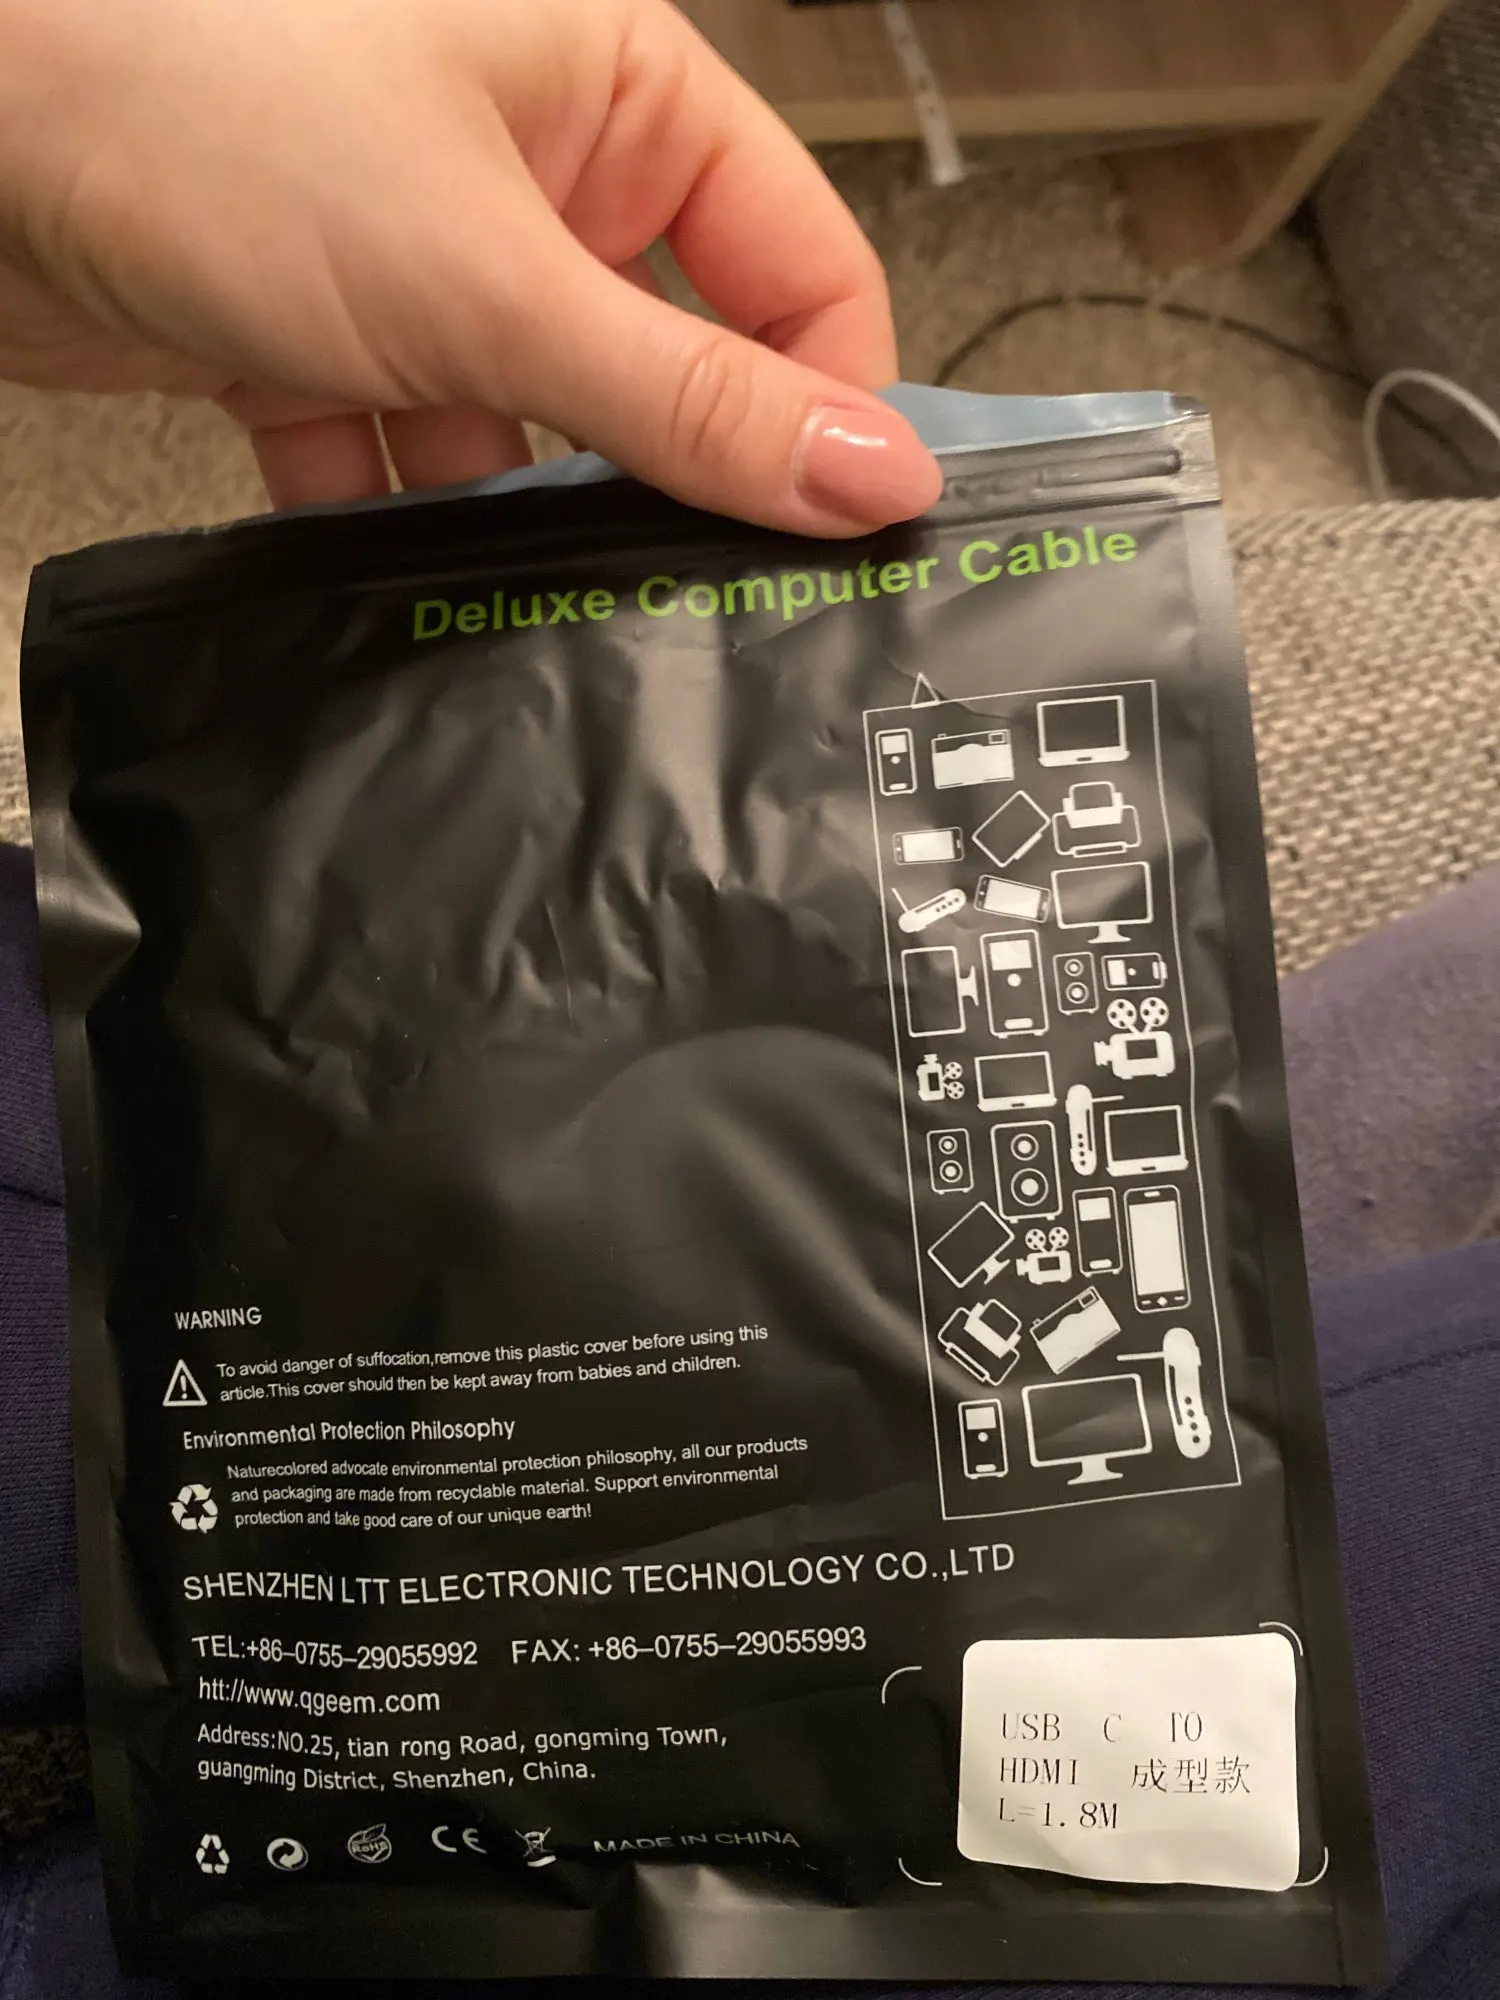 Deluxe Computer Cable
WARNING
To avoid danger of suffocation,remove this plastic cover before using this
article.This cover should then be kept away from babies and children.
Environmental Protection Philosophy
Naturecolored advocate environmental protection philosophy, all our products
and packaging are made from recyclable material. Support environmental
protection and take good care of our unique earth!
SHENZHEN LTT ELECTRONIC TECHNOLOGY CO.,LTD
TEL:+86–0755–29055992 FAX: +86–0755–29055993
htt://www.qgeem.com
Address:NO.25, tian rong Road, gongming Town,
guangming District, Shenzhen, China.
RoHS CE MADE IN CHINA
USB C TO
HDMI 成型款
L=1.8M